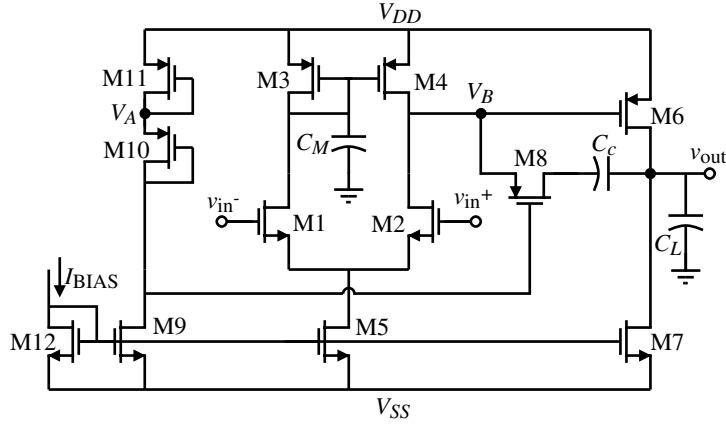 V_DD
M11
M3
M4
V_A
V_B
M6
M10
C_M
M8
C_c
v_out
v_in-
v_in+
M1
M2
C_L
I_BIAS
M12
M9
M5
M7
V_SS